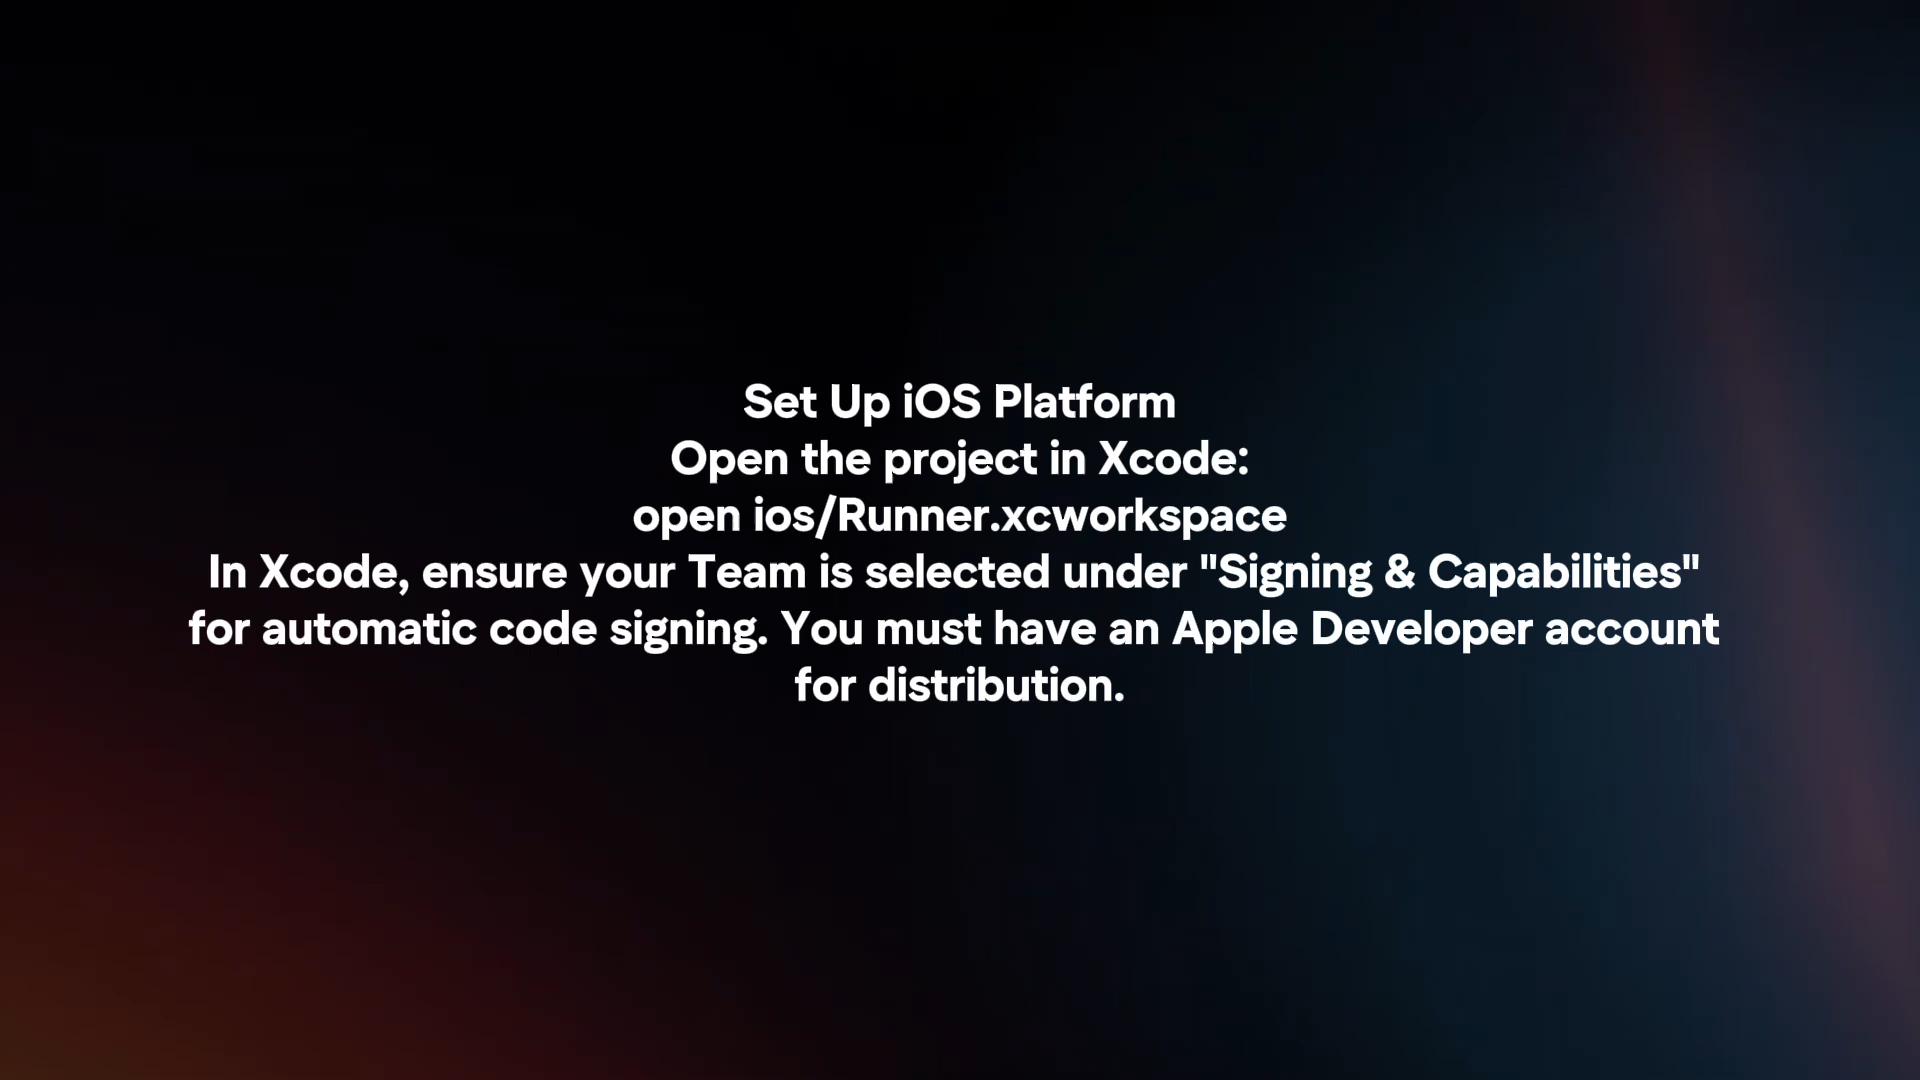 Set Up iOS Platform
Open the project in Xcode:
open ios/Runner.xcworkspace
In Xcode, ensure your Team is selected under "Signing & Capabilities"
for automatic code signing. You must have an Apple Developer account
for distribution.